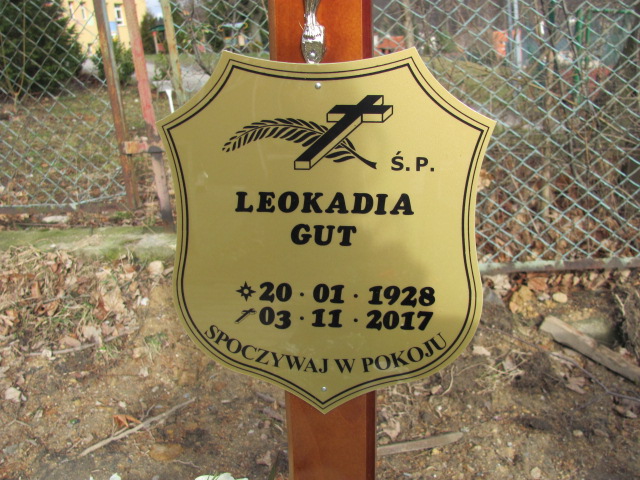 Ś.P.
LEOKADIA
GUT
20 · 01 · 1928
03 · 11 · 2017
SPOCZYWAJ W POKOJU